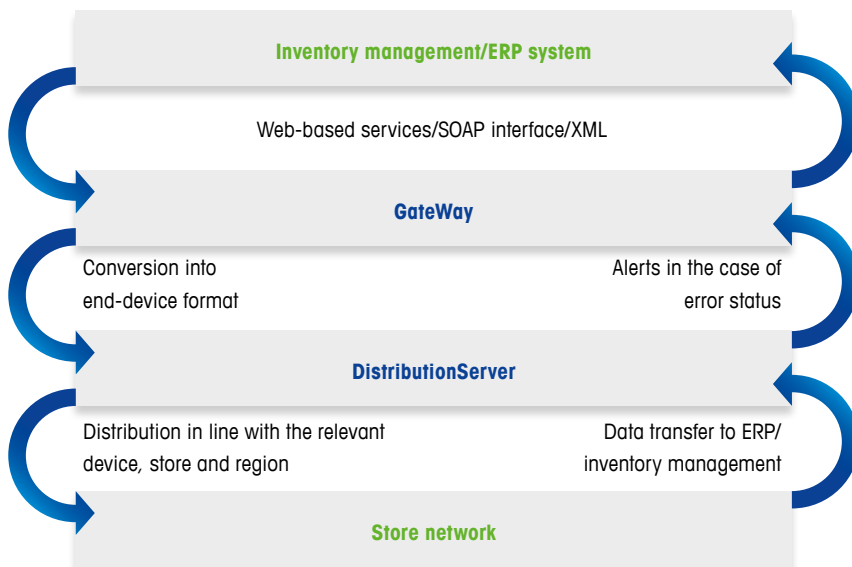 Inventory management/ERP system
Web-based services/SOAP interface/XML
GateWay
Conversion into
end-device format
Alerts in the case of
error status
DistributionServer
Distribution in line with the relevant
device, store and region
Data transfer to ERP/
inventory management
Store network